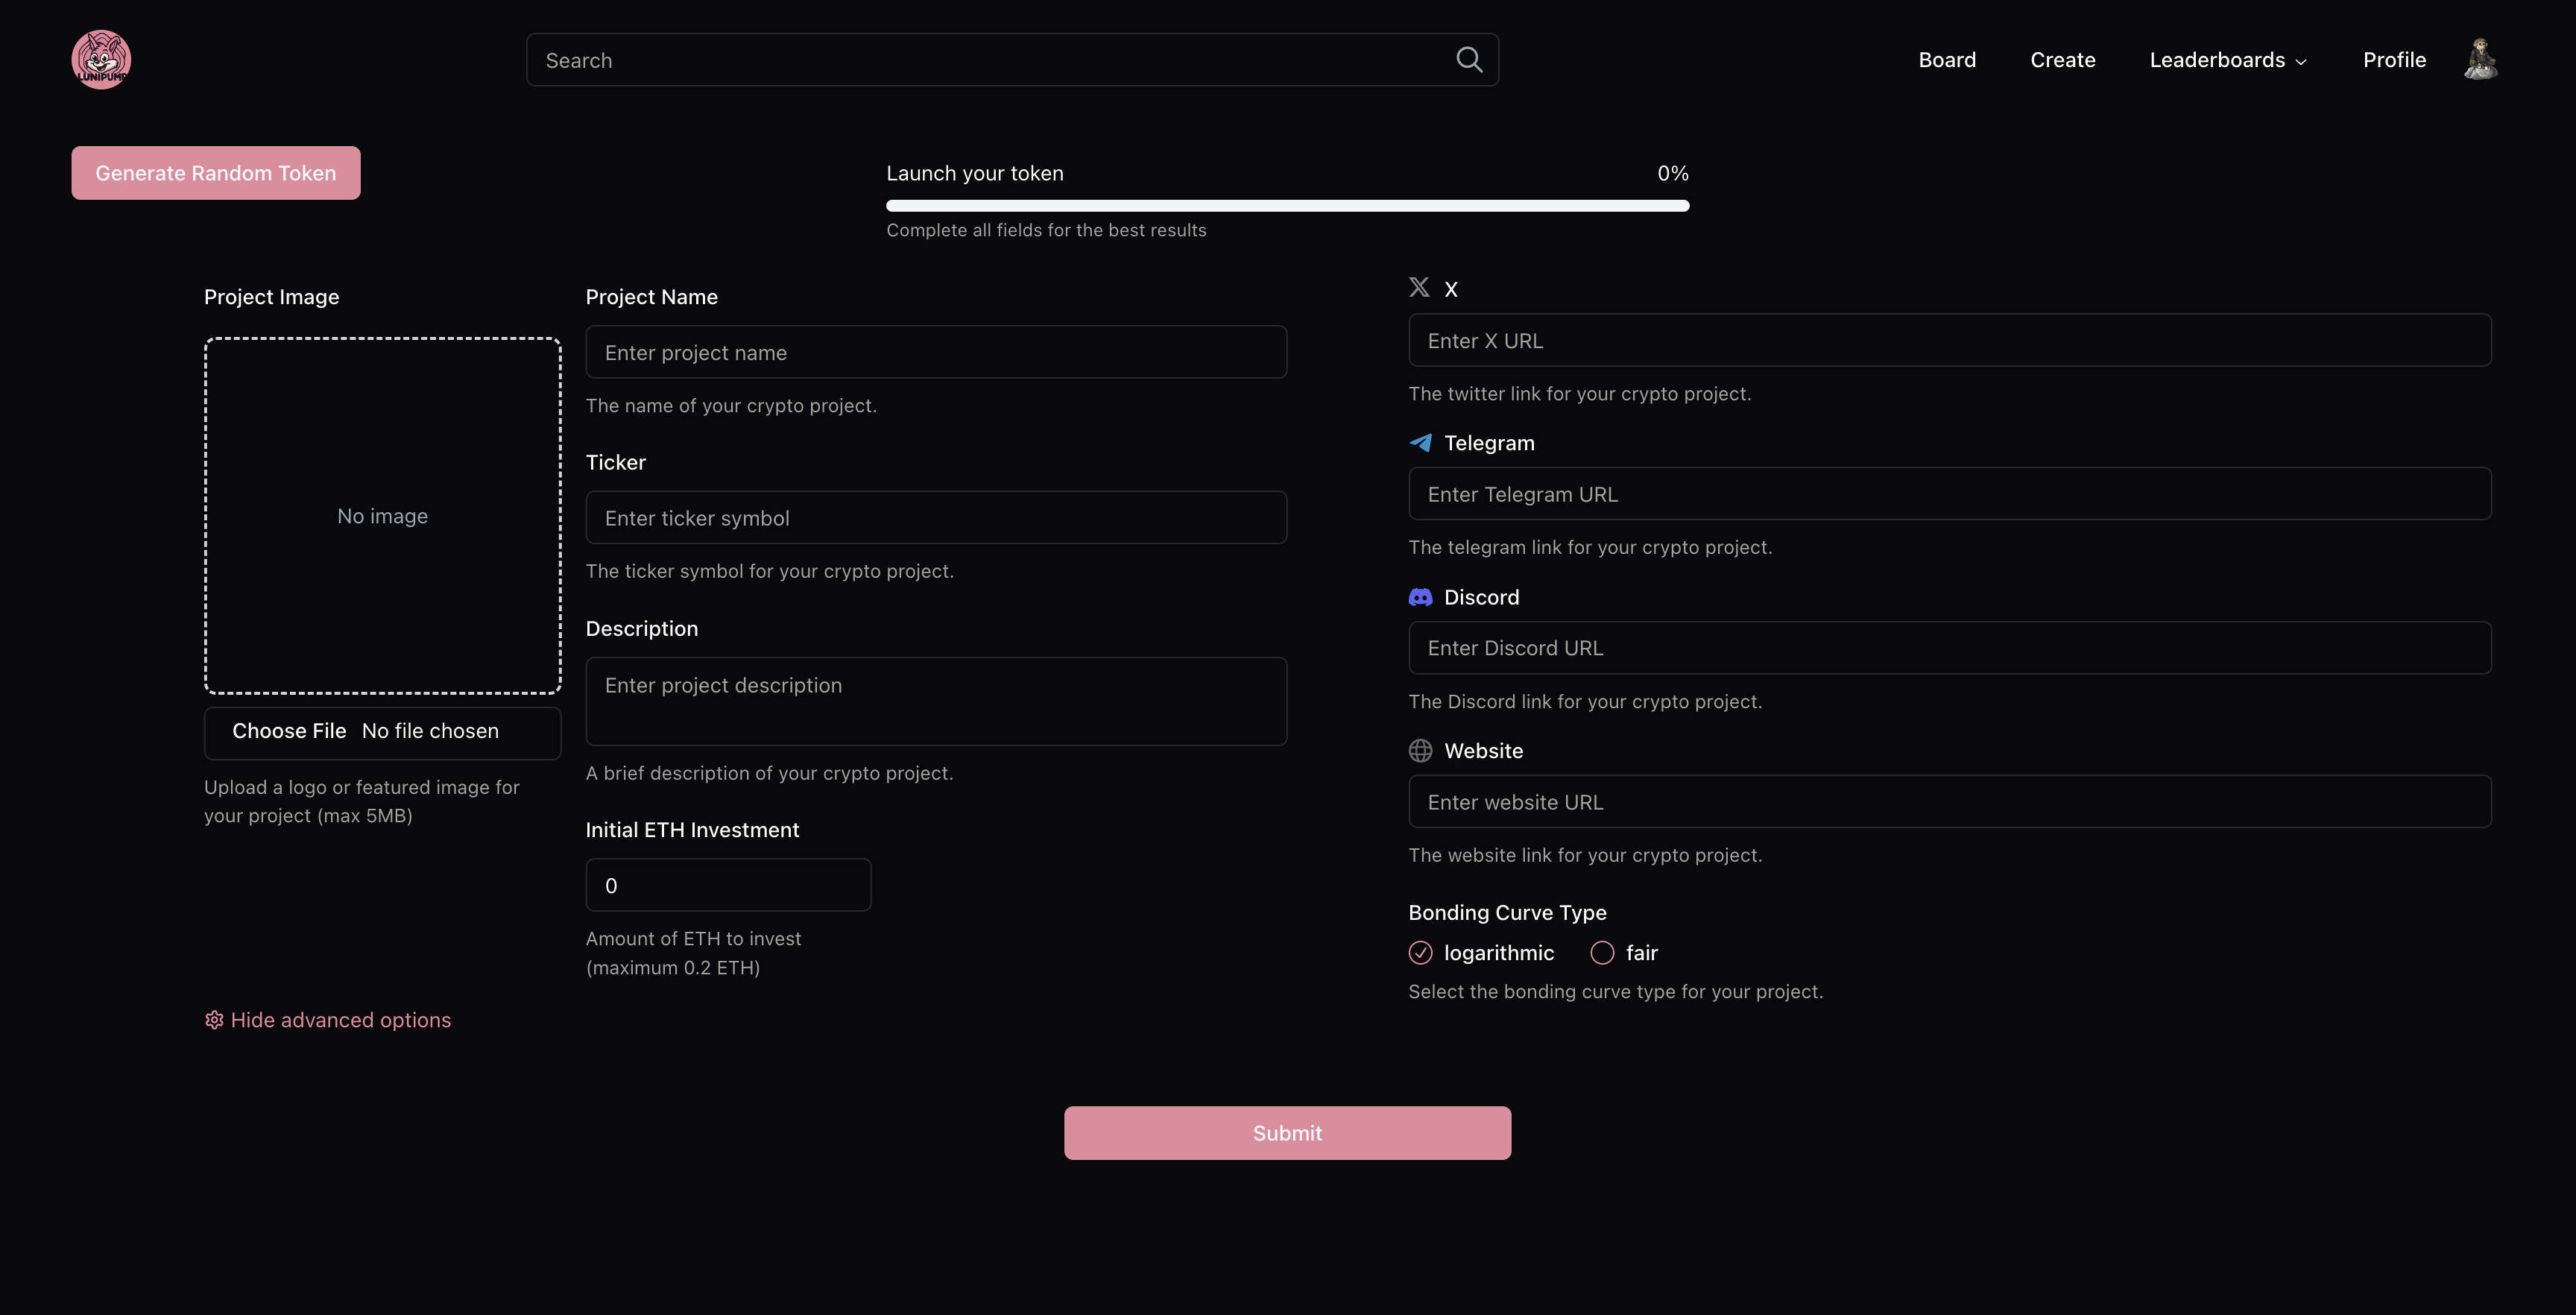 LUNIPUMP
Search
Board
Create
Leaderboards
Profile
Generate Random Token
Launch your token
0%
Complete all fields for the best results
Project Image
No image
Choose File No file chosen
Upload a logo or featured image for
your project (max 5MB)
Project Name
Enter project name
The name of your crypto project.
Ticker
Enter ticker symbol
The ticker symbol for your crypto project.
Description
Enter project description
A brief description of your crypto project.
Initial ETH Investment
0
Amount of ETH to invest
(maximum 0.2 ETH)
Hide advanced options
X
Enter X URL
The twitter link for your crypto project.
Telegram
Enter Telegram URL
The telegram link for your crypto project.
Discord
Enter Discord URL
The Discord link for your crypto project.
Website
Enter website URL
The website link for your crypto project.
Bonding Curve Type
logarithmic
fair
Select the bonding curve type for your project.
Submit